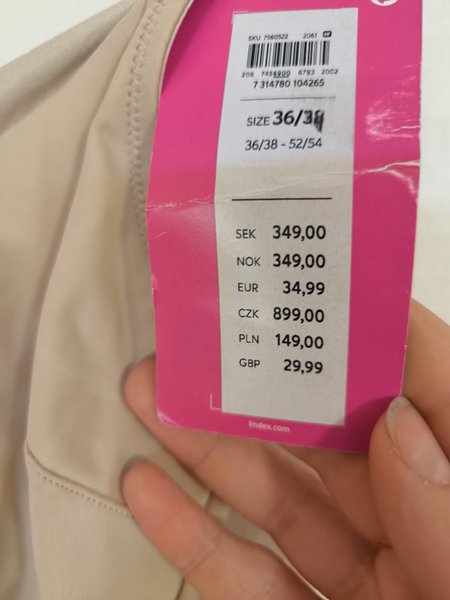 SKU 7560522 2061
206 7456900 6793 2002
7 314780 104265
SIZE 36/38
36/38 - 52/54
SEK 349,00
NOK 349,00
EUR 34,99
CZK 899,00
PLN 149,00
GBP 29,99
lindex.com